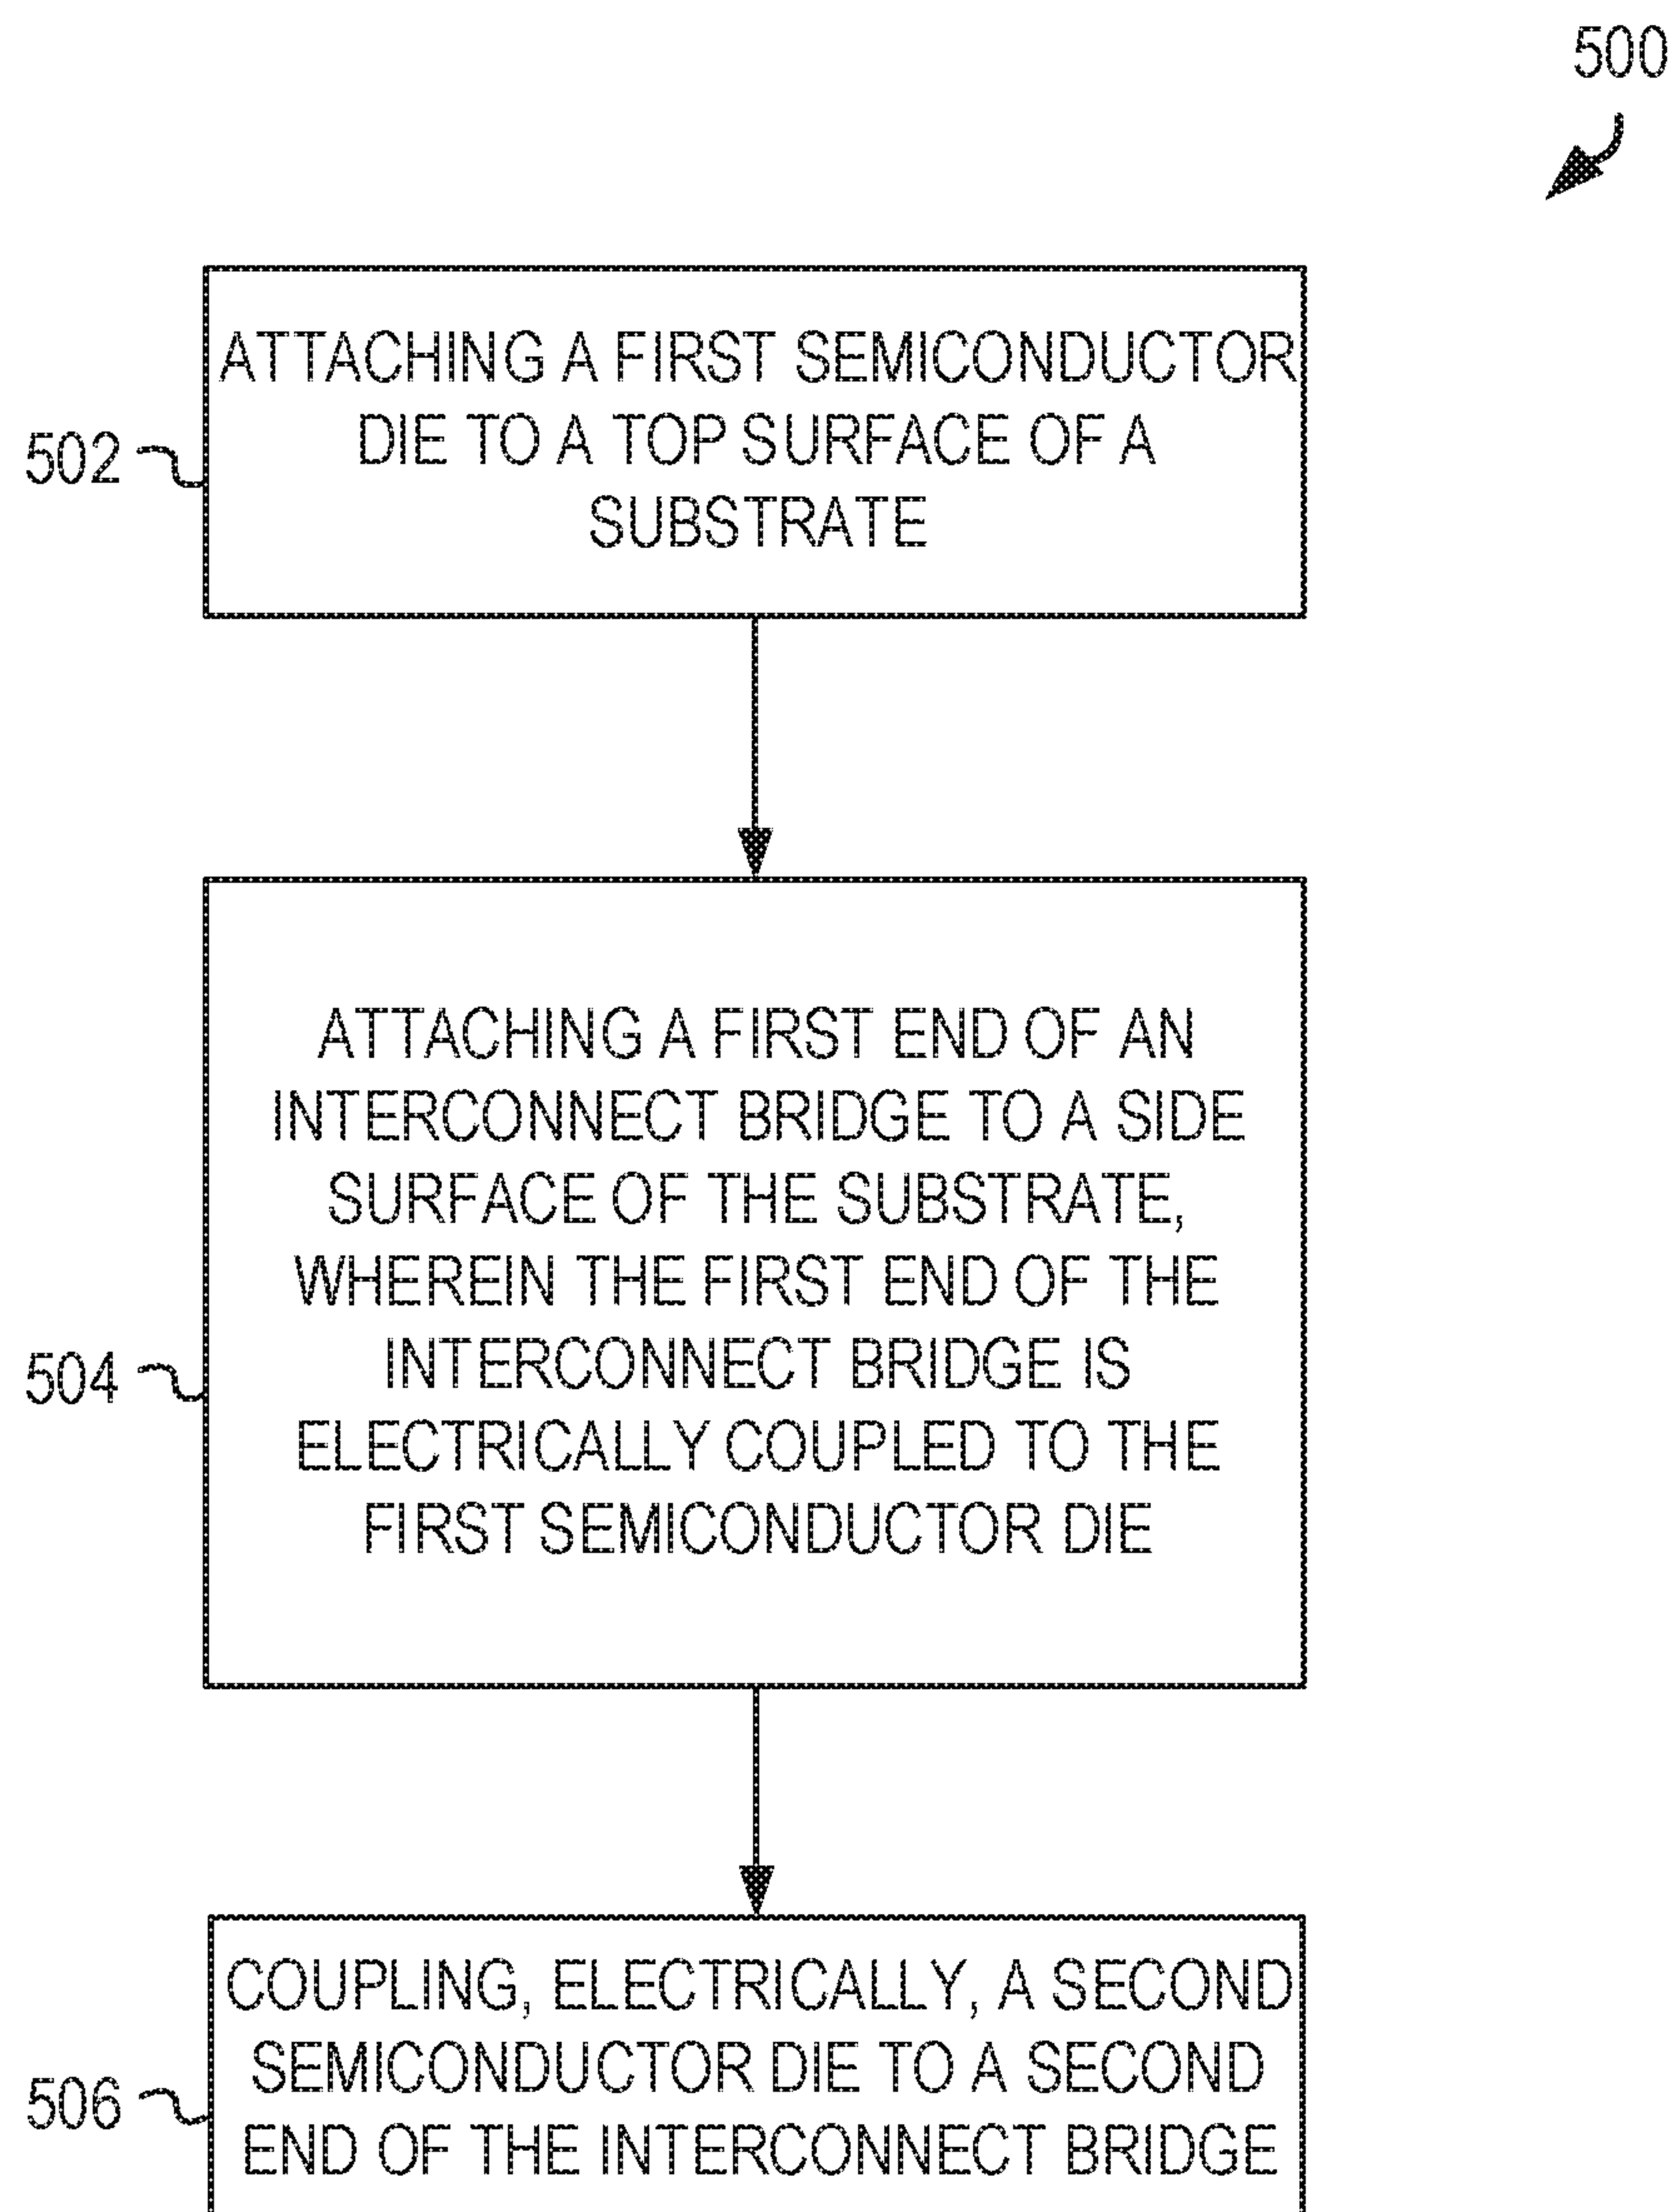 500
ATTACHING A FIRST SEMICONDUCTOR
DIE TO A TOP SURFACE OF A
SUBSTRATE
502
ATTACHING A FIRST END OF AN
INTERCONNECT BRIDGE TO A SIDE
SURFACE OF THE SUBSTRATE,
WHEREIN THE FIRST END OF THE
INTERCONNECT BRIDGE IS
ELECTRICALLY COUPLED TO THE
FIRST SEMICONDUCTOR DIE
504
COUPLING, ELECTRICALLY, A SECOND
SEMICONDUCTOR DIE TO A SECOND
END OF THE INTERCONNECT BRIDGE
506